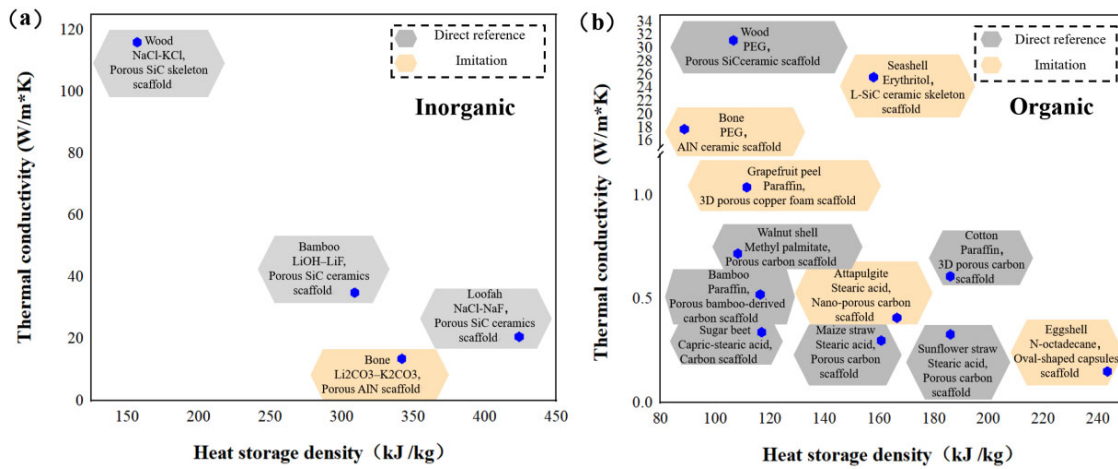 (a)
Thermal conductivity (W/m*K)
120
100
80
60
40
20
0
150
200
250
300
350
400
450
Heat storage density（kJ /kg）
Direct reference
Imitation
Inorganic
Wood
NaCl-KCl,
Porous SiC skeleton
scaffold
Bamboo
LiOH–LiF,
Porous SiC ceramics
scaffold
Loofah
NaCl-NaF,
Porous SiC ceramics
scaffold
Bone
Li2CO3–K2CO3,
Porous AlN scaffold
(b)
Thermal conductivity (W/m*K)
34
32
30
28
26
24
22
20
18
16
1.0
0.5
0.0
80
100
120
140
160
180
200
220
240
Heat storage density（kJ /kg）
Direct reference
Imitation
Organic
Wood
PEG,
Porous SiCceramic scaffold
Seashell
Erythritol,
L-SiC ceramic skeleton
scaffold
Bone
PEG,
AlN ceramic scaffold
Grapefruit peel
Paraffin,
3D porous copper foam scaffold
Walnut shell
Methyl palmitate,
Porous carbon scaffold
Cotton
Paraffin,
3D porous carbon
scaffold
Bamboo
Paraffin,
Porous bamboo-derived
carbon scaffold
Attapulgite
Stearic acid,
Nano-porous carbon
scaffold
Sugar beet
Capric-stearic acid,
Carbon scaffold
Maize straw
Stearic acid,
Porous carbon
scaffold
Sunflower straw
Stearic acid,
Porous carbon
scaffold
Eggshell
N-octadecane,
Oval-shaped capsules
scaffold